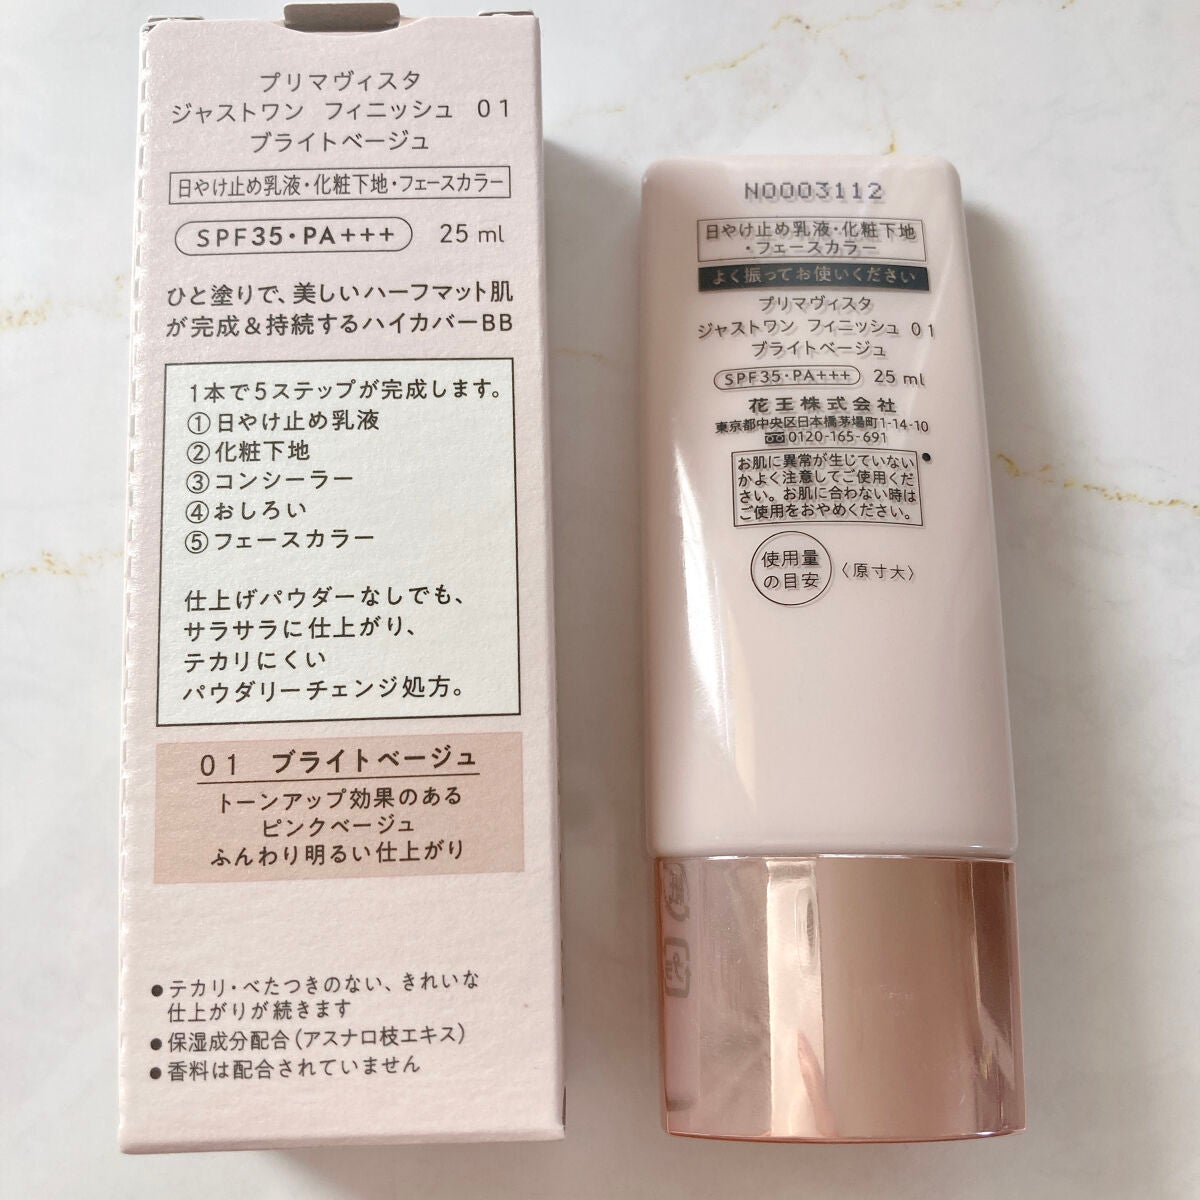 プリマヴィスタ
ジャストワン フィニッシュ 01
ブライトベージュ
日やけ止め乳液・化粧下地・フェースカラー
SPF35・PA+++ 25 ml
ひと塗りで、美しいハーフマット肌
が完成&持続するハイカバーBB
1本で5ステップが完成します。
①日やけ止め乳液
②化粧下地
③コンシーラー
④おしろい
⑤フェースカラー
仕上げパウダーなしでも、
サラサラに仕上がり、
テカリにくい
パウダリーチェンジ処方。
01 ブライトベージュ
トーンアップ効果のある
ピンクベージュ
ふんわり明るい仕上がり
●テカリ・べたつきのない、きれいな
仕上がりが続きます
●保湿成分配合(アスナロ枝エキス)
●香料は配合されていません
N0003112
日やけ止め乳液・化粧下地
・フェースカラー
よく振ってお使いください
プリマヴィスタ
ジャストワン フィニッシュ 01
ブライトベージュ
SPF35・PA+++ 25 ml
花王株式会社
東京都中央区日本橋茅場町1-14-10
0120-165-691
お肌に異常が生じていない
かよく注意してご使用くだ
さい。お肌に合わない時は
ご使用をおやめください。
使用量
の目安
〈原寸大〉